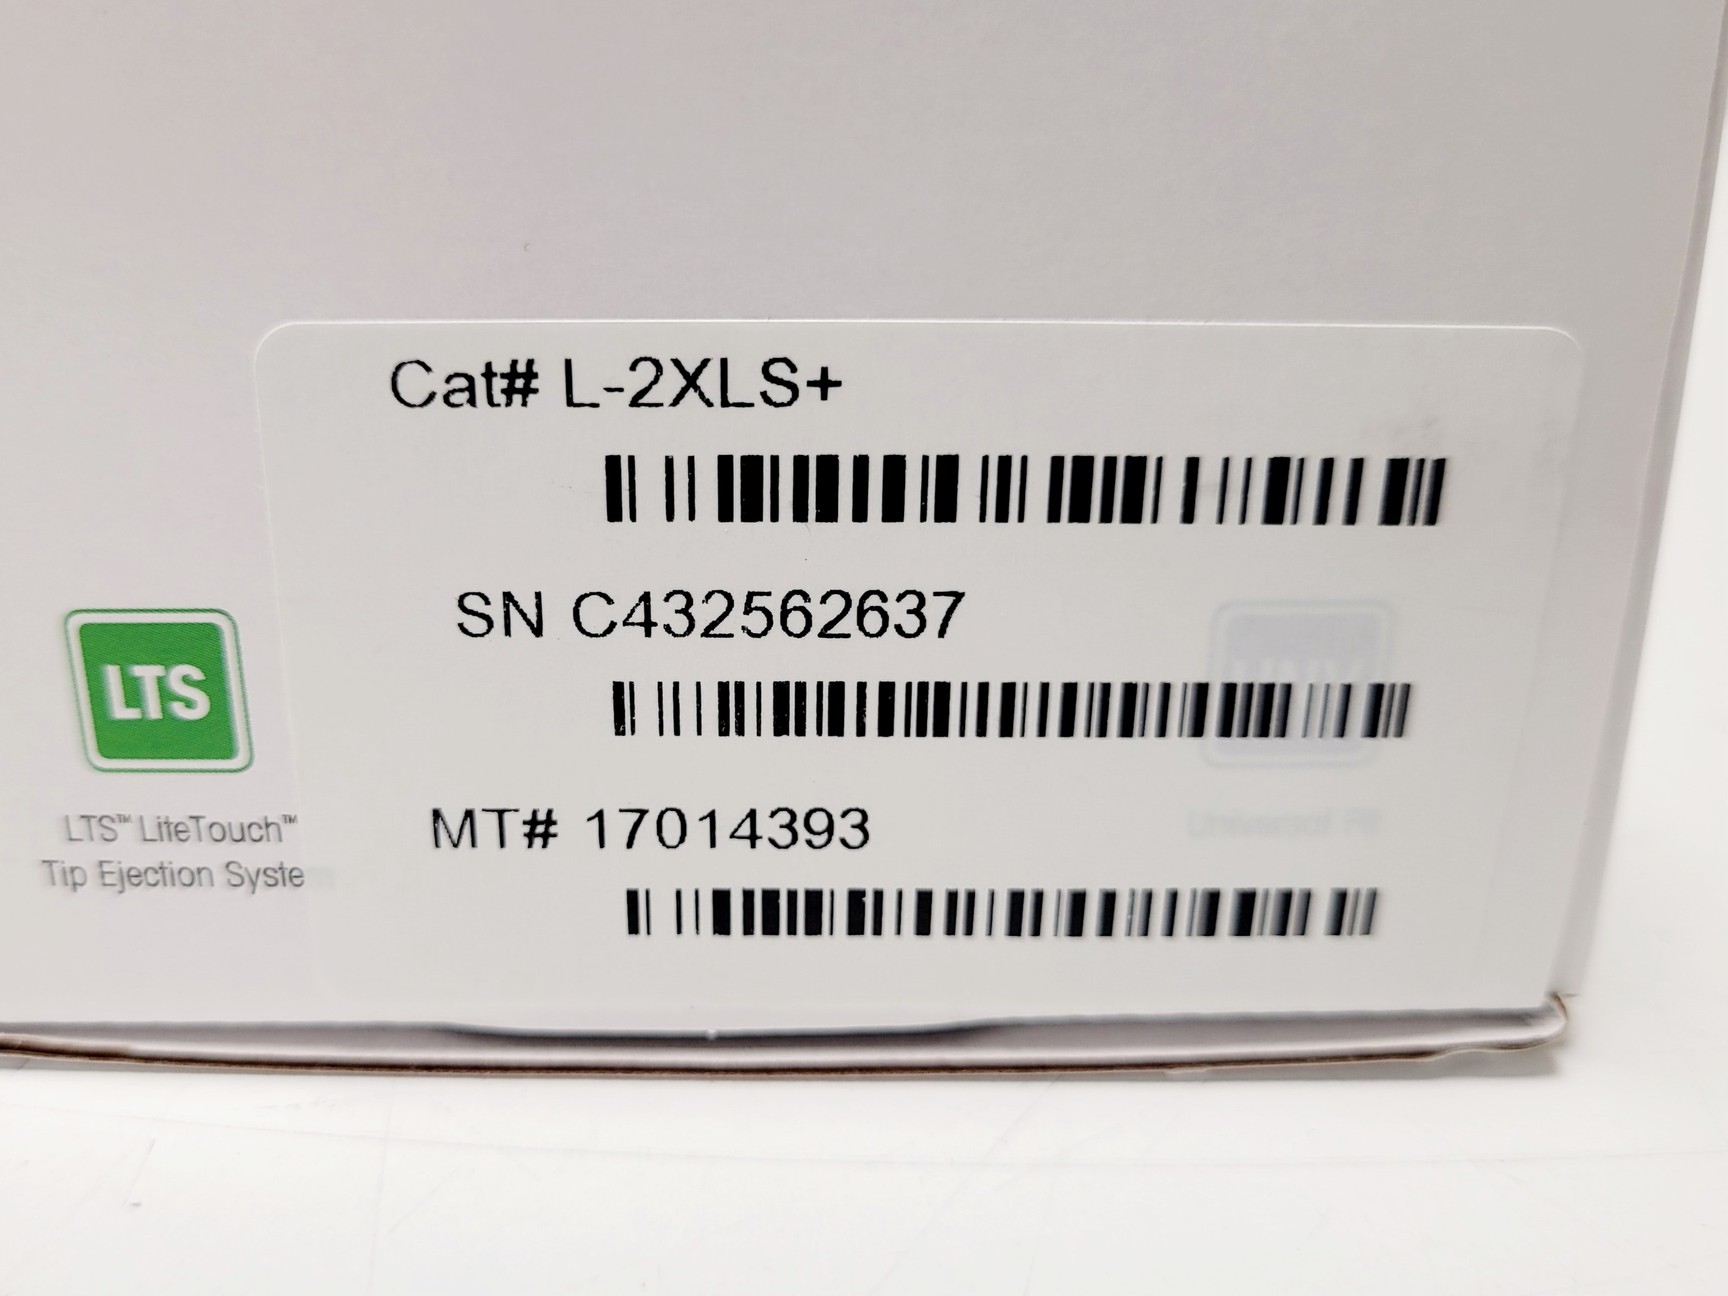 Cat# L-2XLS+
SN C432562637
MT# 17014393
LTS
LTS™ LiteTouch™
Tip Ejection Syste